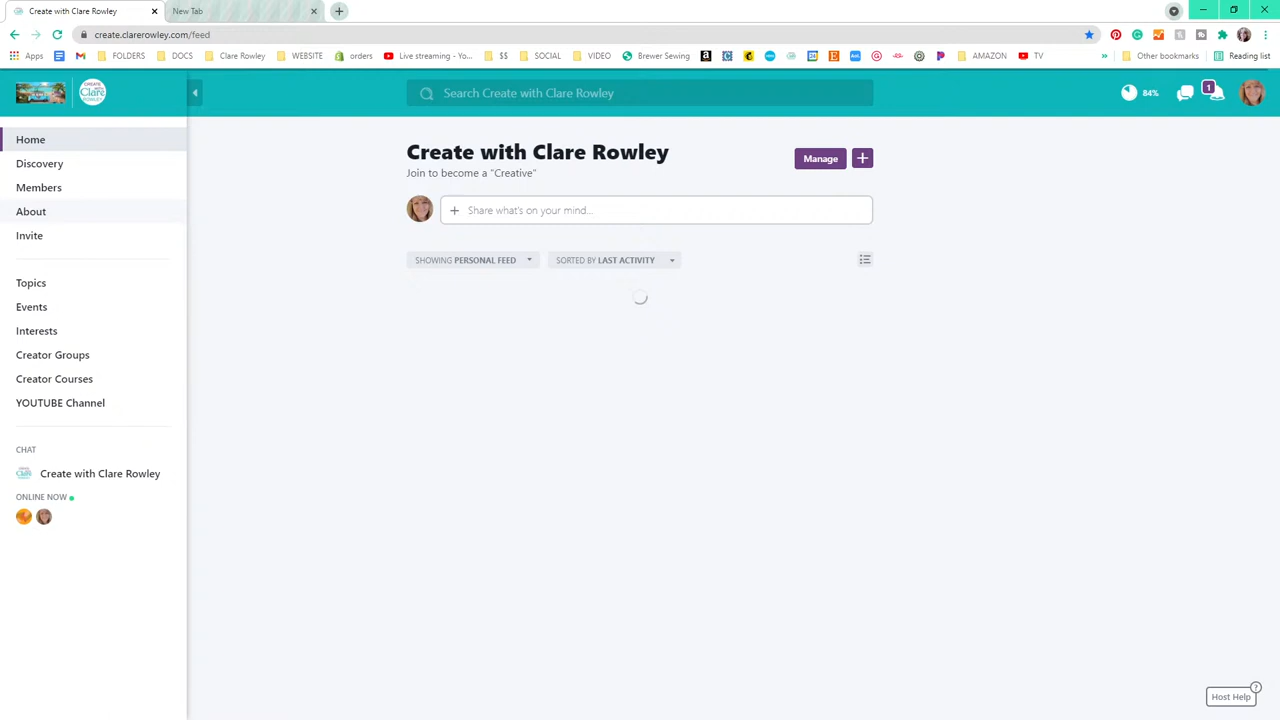 Create with Clare Rowley
New Tab
create.clarerowley.com/feed
Apps
FOLDERS
DOCS
Clare Rowley
WEBSITE
orders
Live streaming - Yo...
$$
SOCIAL
VIDEO
Brewer Sewing
AMAZON
TV
Other bookmarks
Reading list
CREATE WITH Clare ROWLEY
Search Create with Clare Rowley
84%
1
Home
Discovery
Members
About
Invite
Topics
Events
Interests
Creator Groups
Creator Courses
YOUTUBE Channel
CHAT
Create with Clare Rowley
ONLINE NOW
Create with Clare Rowley
Join to become a "Creative"
Manage
Share what's on your mind...
SHOWING PERSONAL FEED
SORTED BY LAST ACTIVITY
Host Help
?